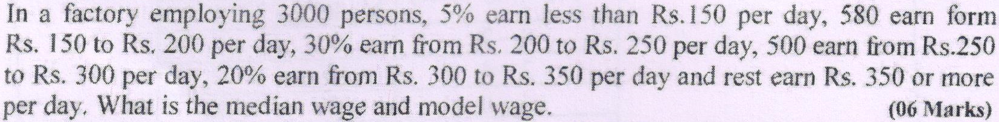 In a factory employing 3000 persons, 5% earn less than Rs.150 per day, 580 earn form
Rs. 150 to Rs. 200 per day, 30% earn from Rs. 200 to Rs. 250 per day, 500 earn from Rs.250
to Rs. 300 per day, 20% earn from Rs. 300 to Rs. 350 per day and rest earn Rs. 350 or more
per day. What is the median wage and model wage. (06 Marks)